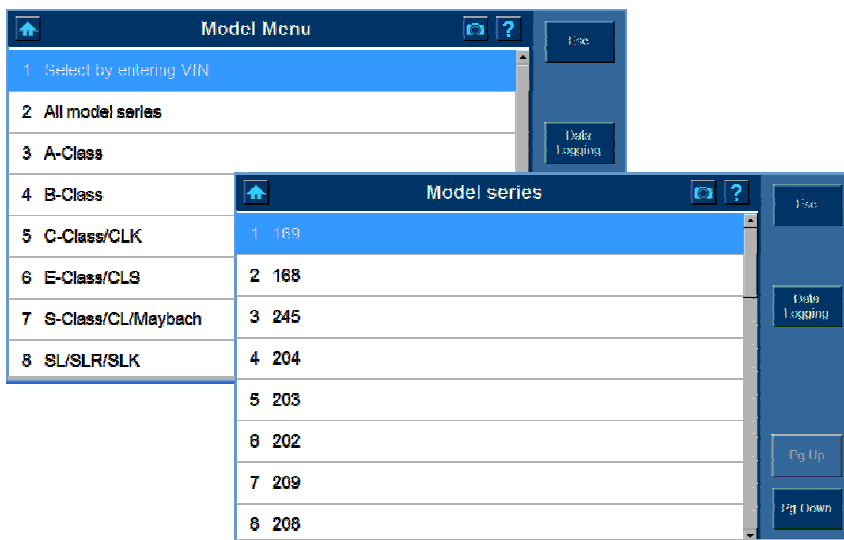 Model Menu
?
Esc
1 Select by entering VIN
2 All model series
3 A-Class
4 B-Class
5 C-Class/CLK
6 E-Class/CLS
7 S-Class/CL/Maybach
8 SL/SLR/SLK
Data
Logging
Model series
?
Esc
1 169
2 168
3 245
4 204
5 203
6 202
7 209
8 208
Data
Logging
Pg Up
Pg Down